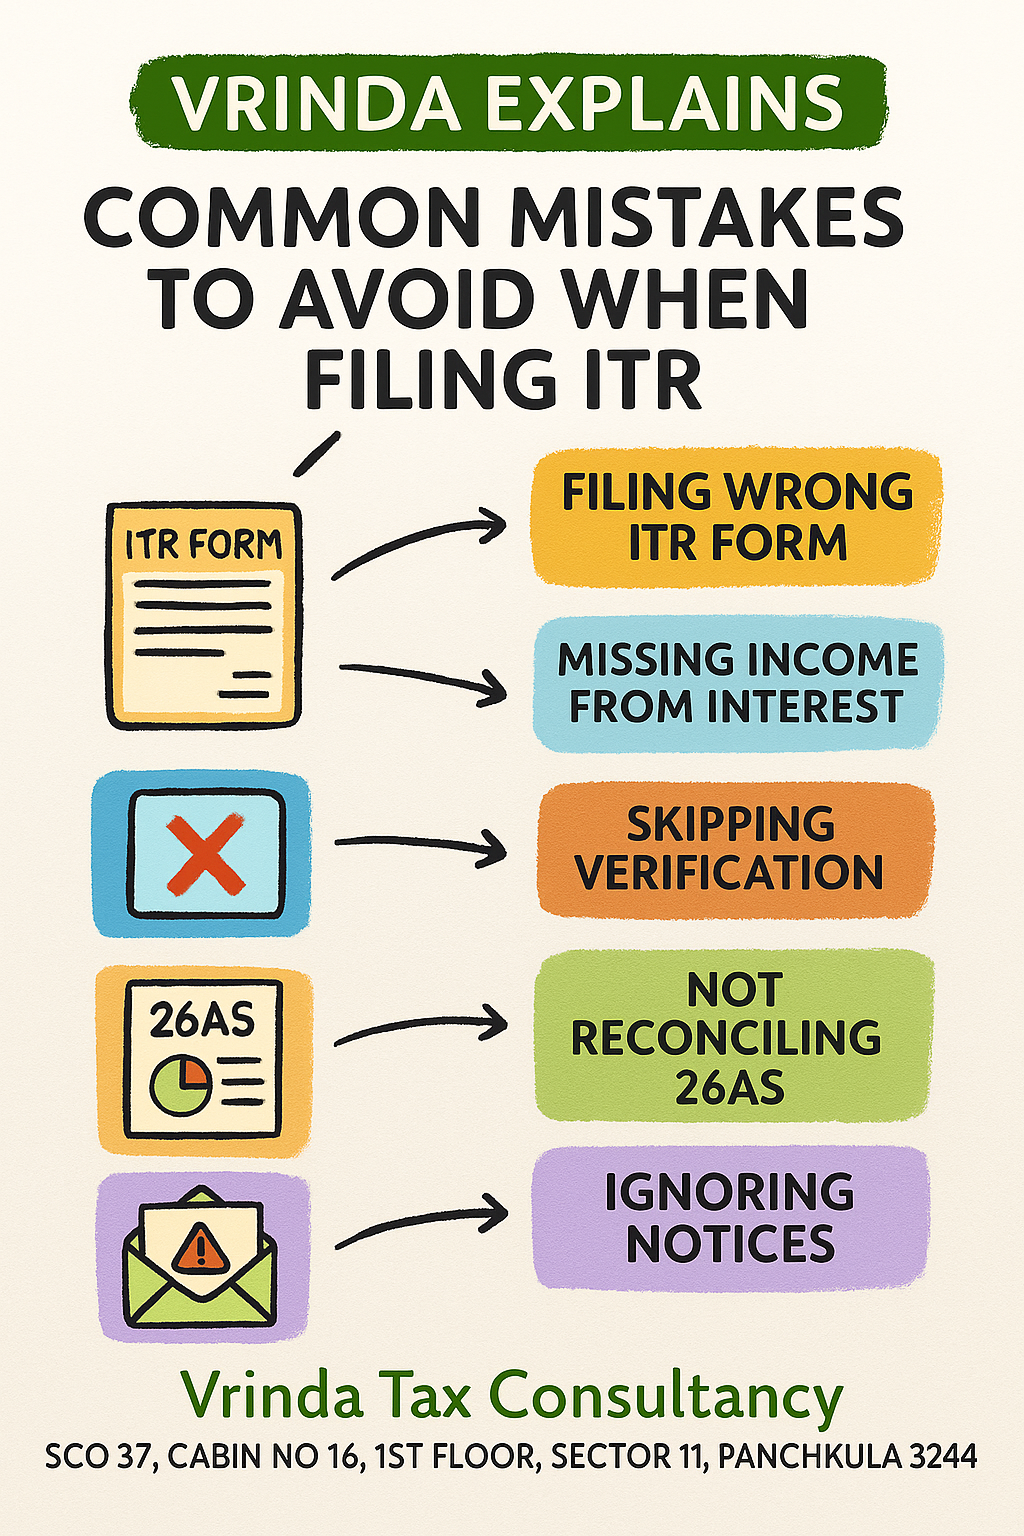 VRINDA EXPLAINS
COMMON MISTAKES
TO AVOID WHEN
FILING ITR
ITR FORM
FILING WRONG
ITR FORM
MISSING INCOME
FROM INTEREST
SKIPPING
VERIFICATION
26AS
NOT
RECONCILING
26AS
IGNORING
NOTICES
Vrinda Tax Consultancy
SCO 37, CABIN NO 16, 1ST FLOOR, SECTOR 11, PANCHKULA 3244